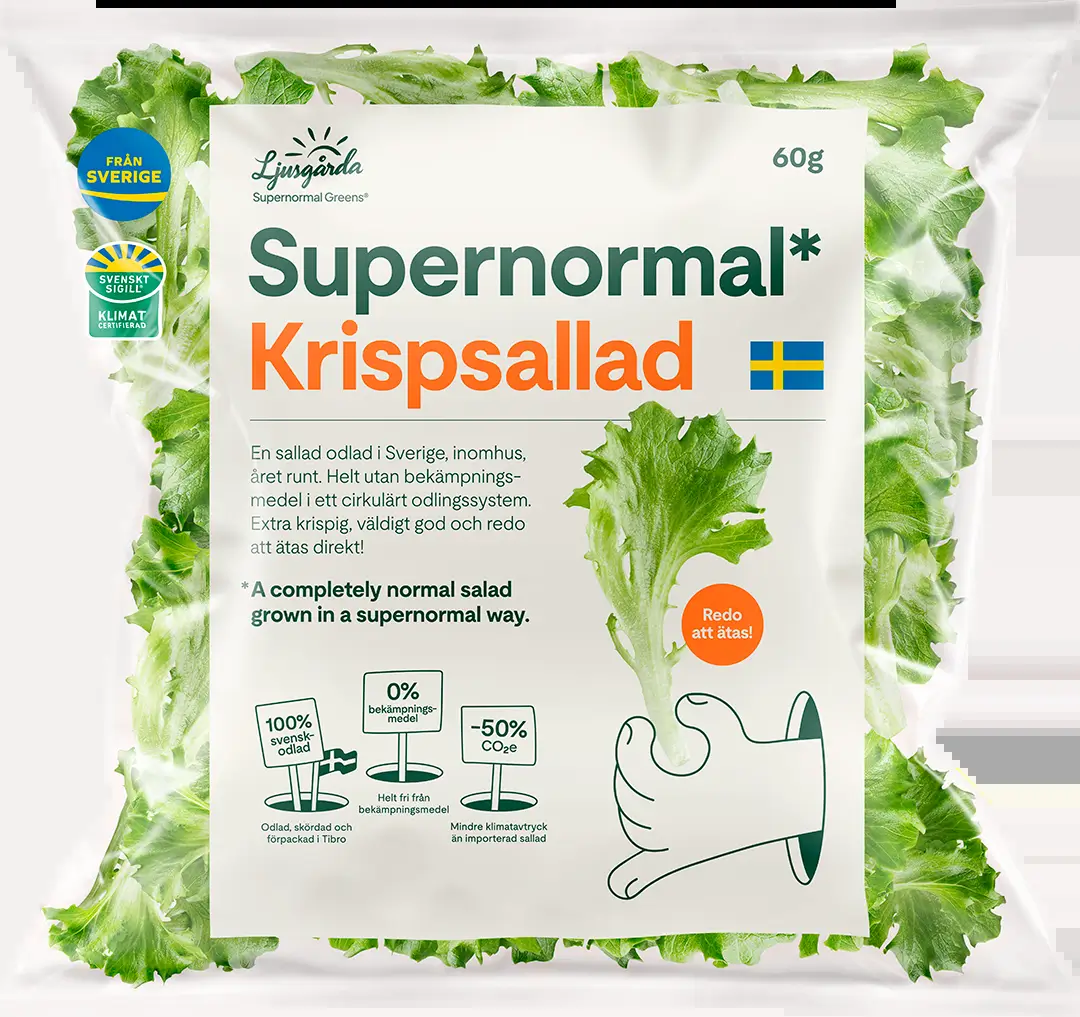 Ljusgårda
Supernormal Greens®
60g
FRÅN
SVERIGE
SVENSKT
SIGILL®
KLIMAT
CERTIFIERAD
Supernormal*
Krispsallad
En sallad odlad i Sverige, inomhus,
året runt. Helt utan bekämpnings-
medel i ett cirkulärt odlingssystem.
Extra krispig, väldigt god och redo
att ätas direkt!
*A completely normal salad
grown in a supernormal way.
Redo
att ätas!
100%
svensk-
odlad
Odlad, skördad och
förpackad i Tibro
0%
bekämpnings-
medel
Helt fri från
bekämpningsmedel
-50%
CO₂e
Mindre klimatavtryck
än importerad sallad